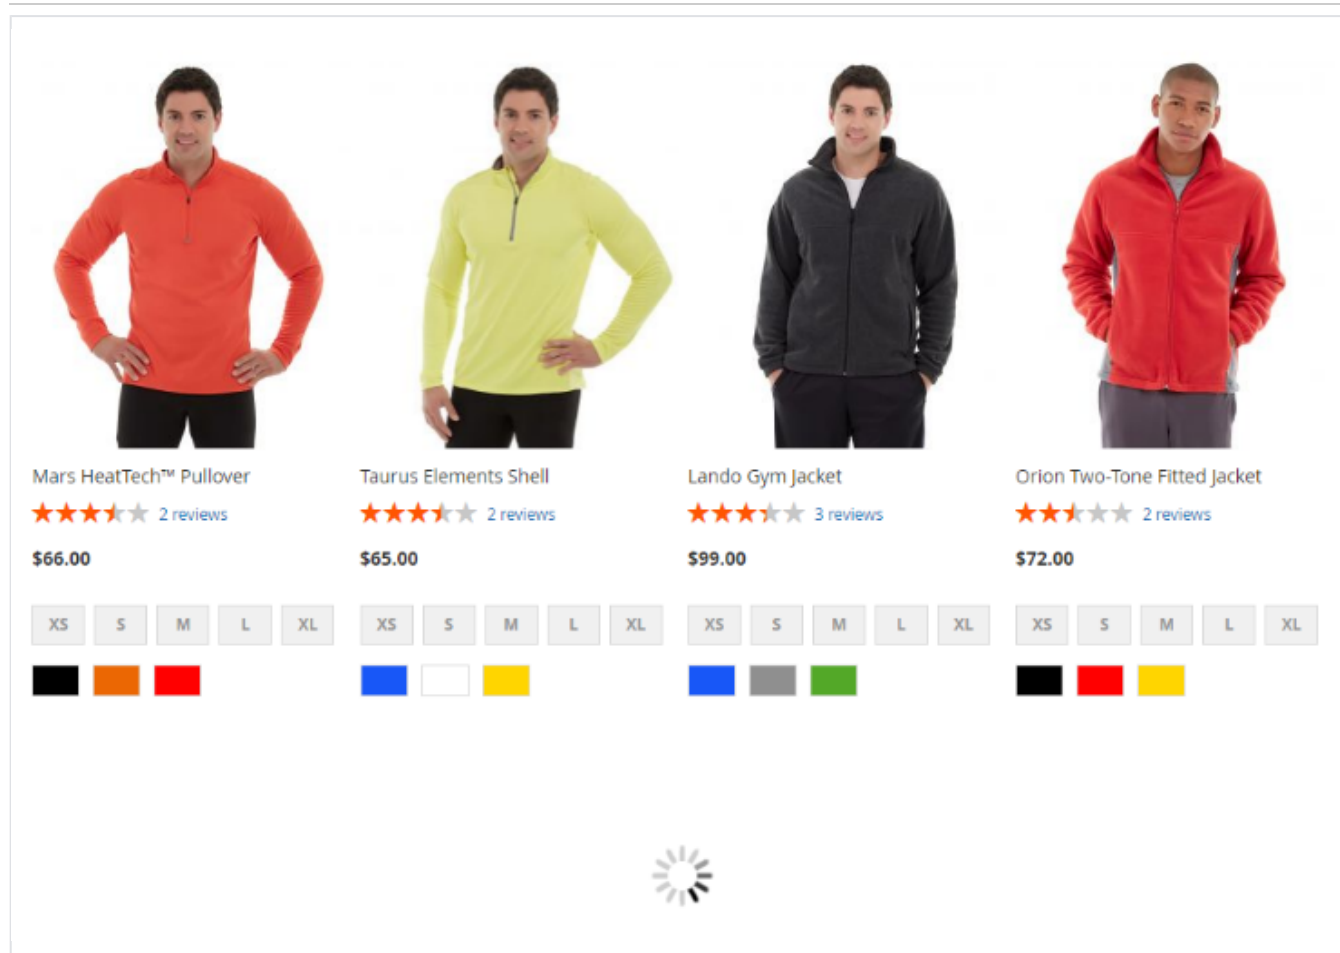 Mars HeatTech™ Pullover
2 reviews
$66.00
XS S M L XL
Taurus Elements Shell
2 reviews
$65.00
XS S M L XL
Lando Gym Jacket
3 reviews
$99.00
XS S M L XL
Orion Two-Tone Fitted Jacket
2 reviews
$72.00
XS S M L XL